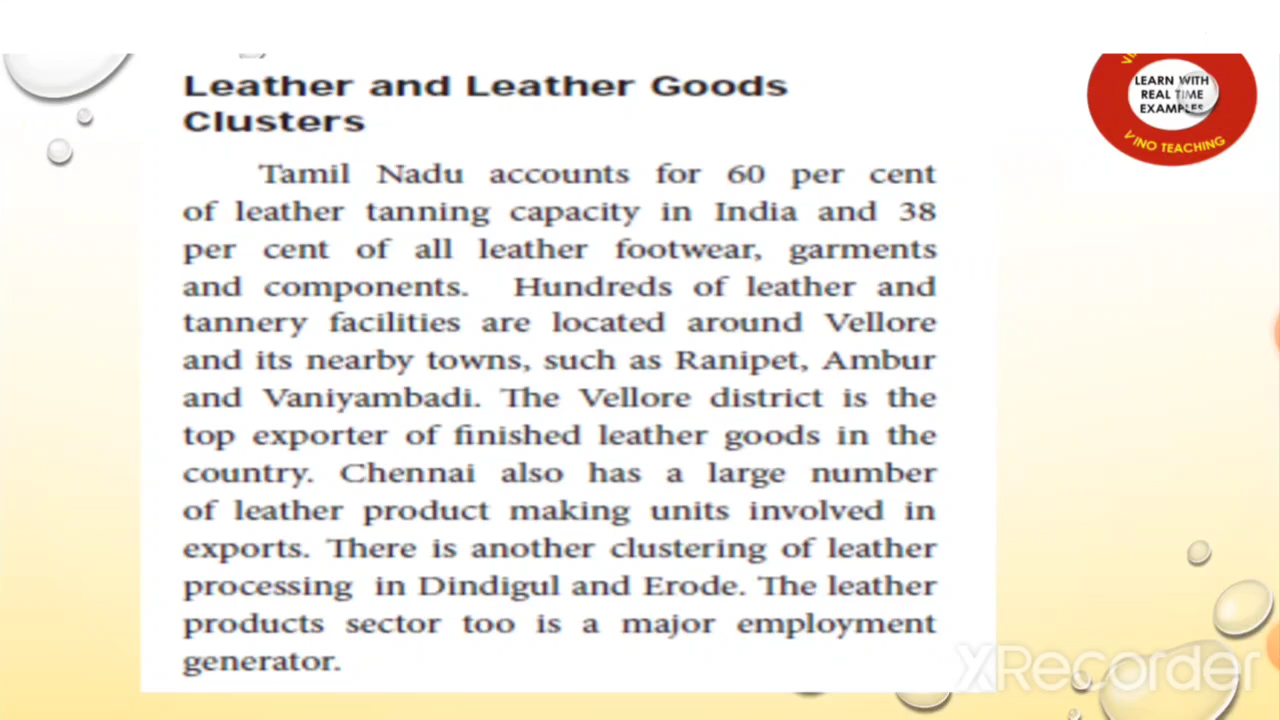 Leather and Leather Goods
Clusters
Tamil Nadu accounts for 60 per cent
of leather tanning capacity in India and 38
per cent of all leather footwear, garments
and components. Hundreds of leather and
tannery facilities are located around Vellore
and its nearby towns, such as Ranipet, Ambur
and Vaniyambadi. The Vellore district is the
top exporter of finished leather goods in the
country. Chennai also has a large number
of leather product making units involved in
exports. There is another clustering of leather
processing in Dindigul and Erode. The leather
products sector too is a major employment
generator.
LEARN WITH
REAL TIME
EXAMPLES
VINO TEACHING
XRecorder